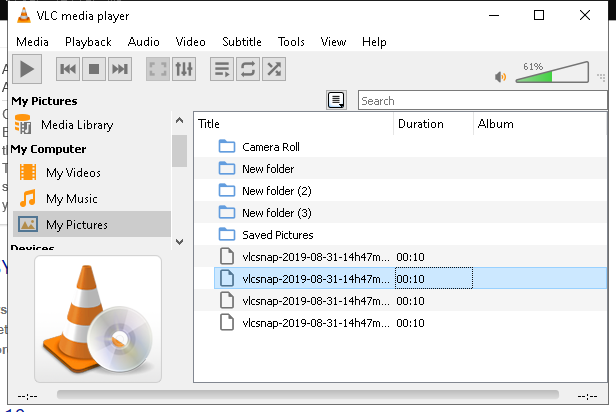 VLC media player
Media Playback Audio Video Subtitle Tools View Help
61%
My Pictures
Media Library
My Computer
My Videos
My Music
My Pictures
Devices
Search
Title Duration Album
Camera Roll
New folder
New folder (2)
New folder (3)
Saved Pictures
vlcsnap-2019-08-31-14h47m... 00:10
vlcsnap-2019-08-31-14h47m... 00:10
vlcsnap-2019-08-31-14h47m... 00:10
vlcsnap-2019-08-31-14h47m... 00:10
--:-- --:--